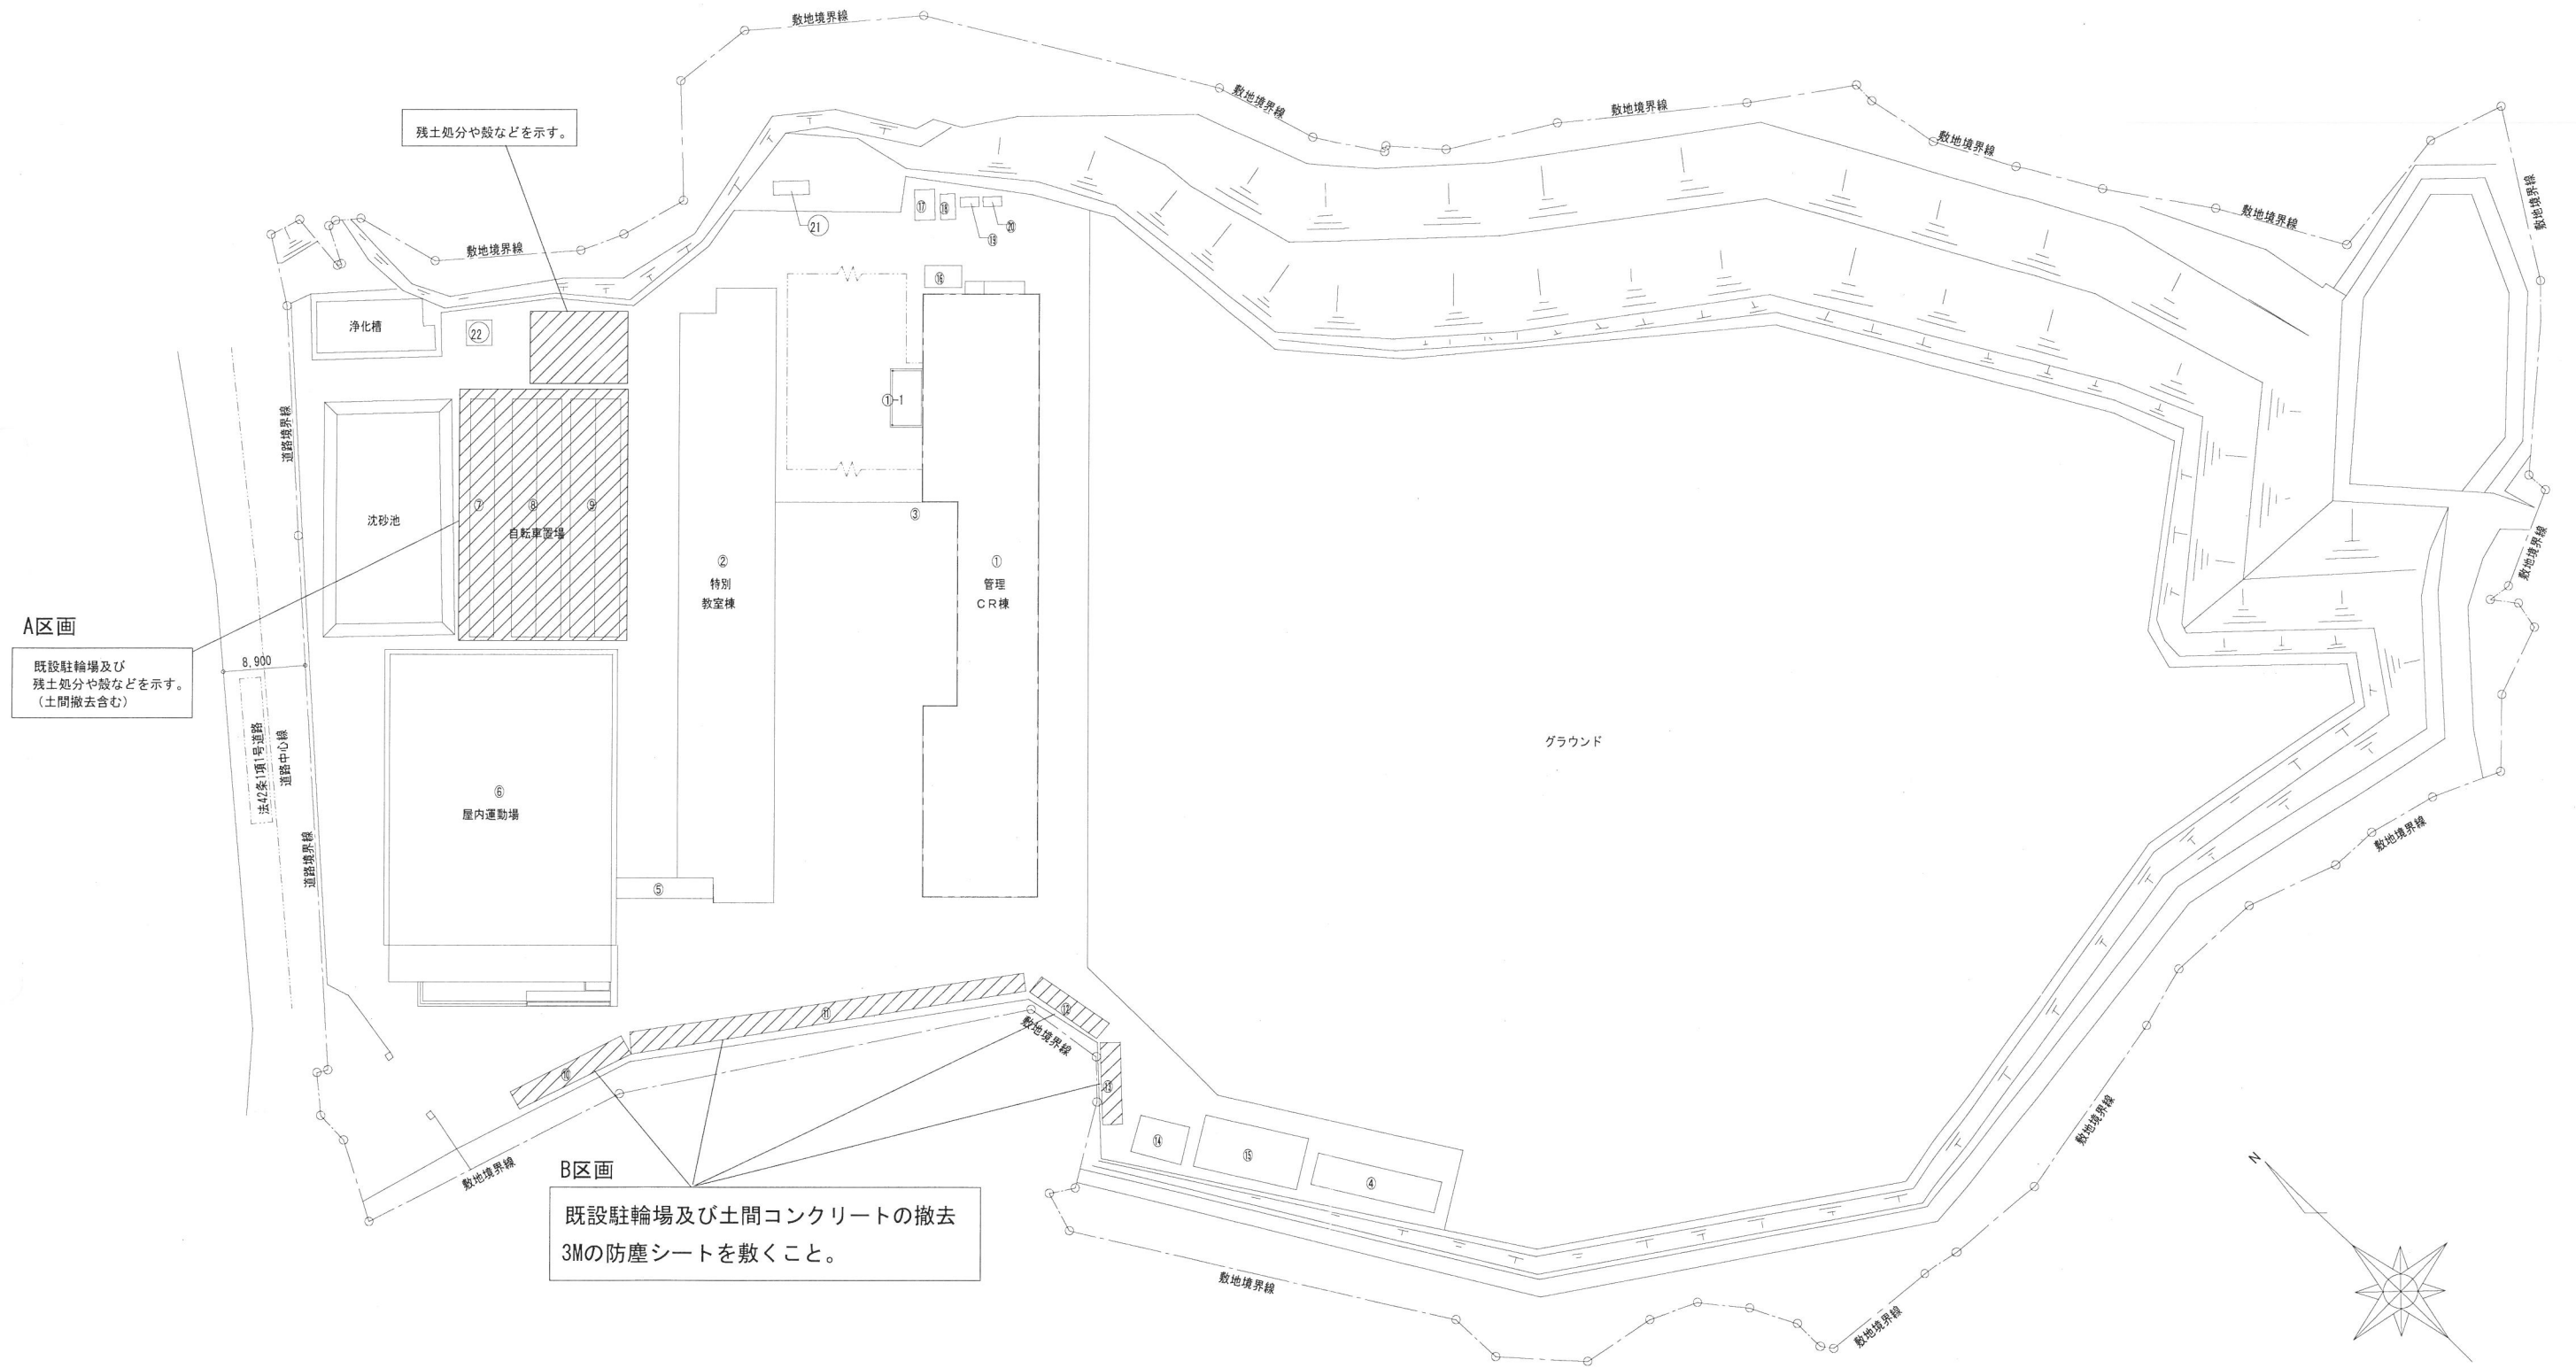 敷地境界線
敷地境界線
敷地境界線
敷地境界線
敷地境界線
敷地境界線
敷地境界線
敷地境界線
残土処分や殻などを示す。
⑰
⑱
⑲
⑳
21
⑯
22
浄化槽
①-1
道路境界線
沈砂池
⑦
⑧
⑨
自転車置場
③
②
特別
教室棟
①
管理
CR棟
敷地境界線
A区画
既設駐輪場及び
残土処分や殻などを示す。
(土間撤去含む)
8,900
法42条1項1号道路
道路中心線
道路境界線
⑥
屋内運動場
⑤
グラウンド
敷地境界線
⑩
⑪
⑫
⑬
敷地境界線
⑭
⑮
④
敷地境界線
敷地境界線
B区画
既設駐輪場及び土間コンクリートの撤去
3Mの防塵シートを敷くこと。
敷地境界線
敷地境界線
N